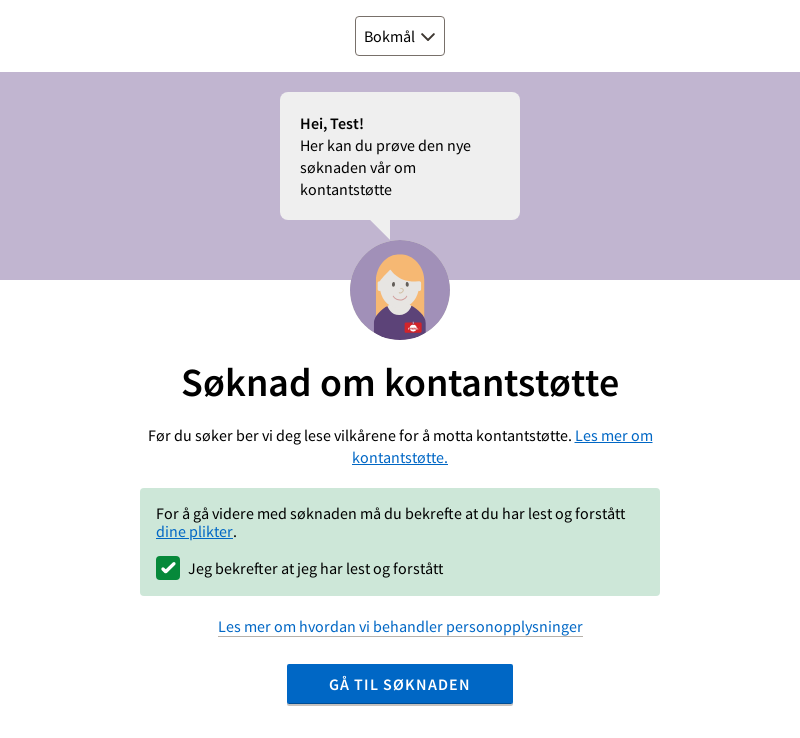 Bokmål
Hei, Test!
Her kan du prøve den nye
søknaden vår om
kontantstøtte
Søknad om kontantstøtte
Før du søker ber vi deg lese vilkårene for å motta kontantstøtte. Les mer om
kontantstøtte.
For å gå videre med søknaden må du bekrefte at du har lest og forstått
dine plikter.
Jeg bekrefter at jeg har lest og forstått
Les mer om hvordan vi behandler personopplysninger
GÅ TIL SØKNADEN